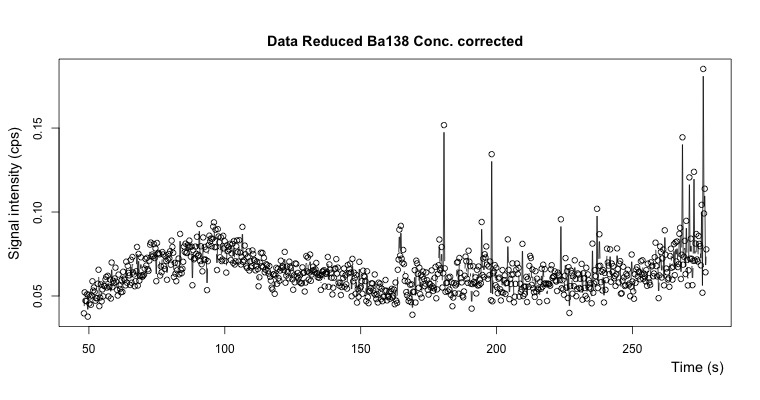 Data Reduced Ba138 Conc. corrected
Signal intensity (cps)
0.15
0.10
0.05
50 100 150 200 250
Time (s)